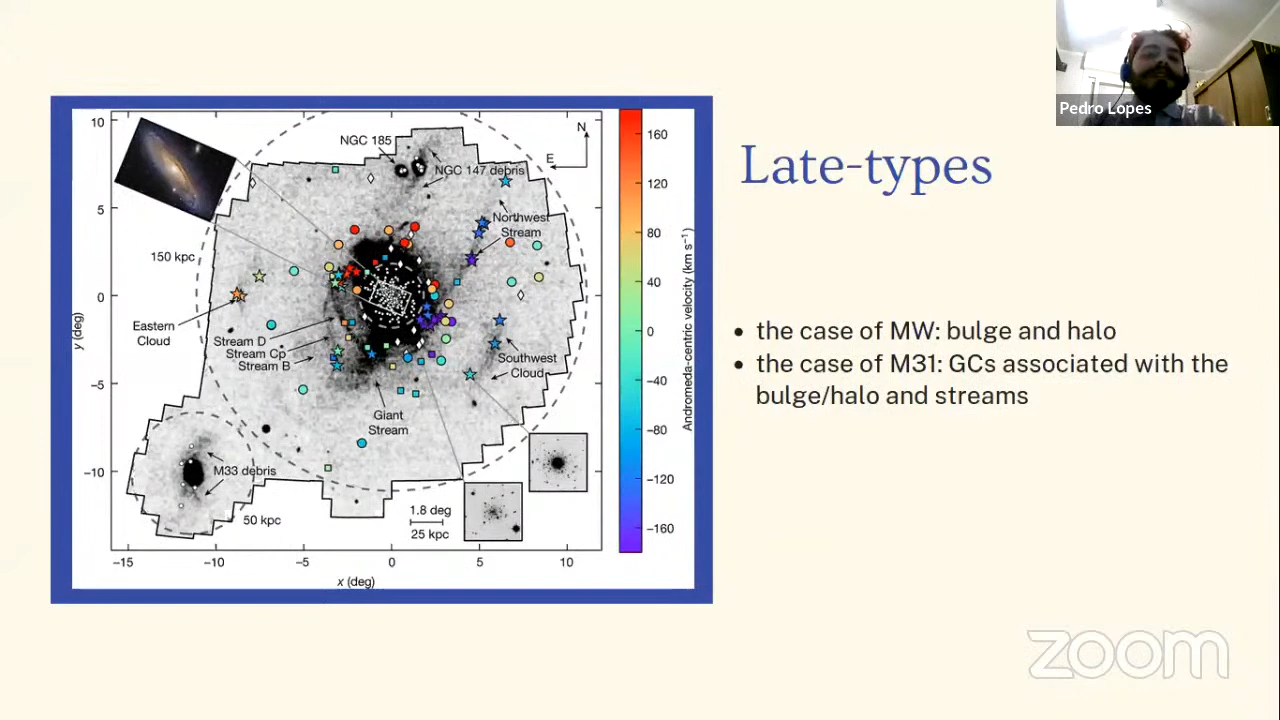 Pedro Lopes
Late-types
• the case of MW: bulge and halo
• the case of M31: GCs associated with the
bulge/halo and streams
10
5
0
−5
−10
y (deg)
−15
−10
−5
0
5
10
x (deg)
NGC 185
NGC 147 debris
N
E
Northwest
Stream
150 kpc
Eastern
Cloud
Stream D
Stream Cp
Stream B
Southwest
Cloud
Giant
Stream
M33 debris
50 kpc
1.8 deg
25 kpc
160
120
80
40
0
−40
−80
−120
−160
Andromeda-centric velocity (km s⁻¹)
zoom